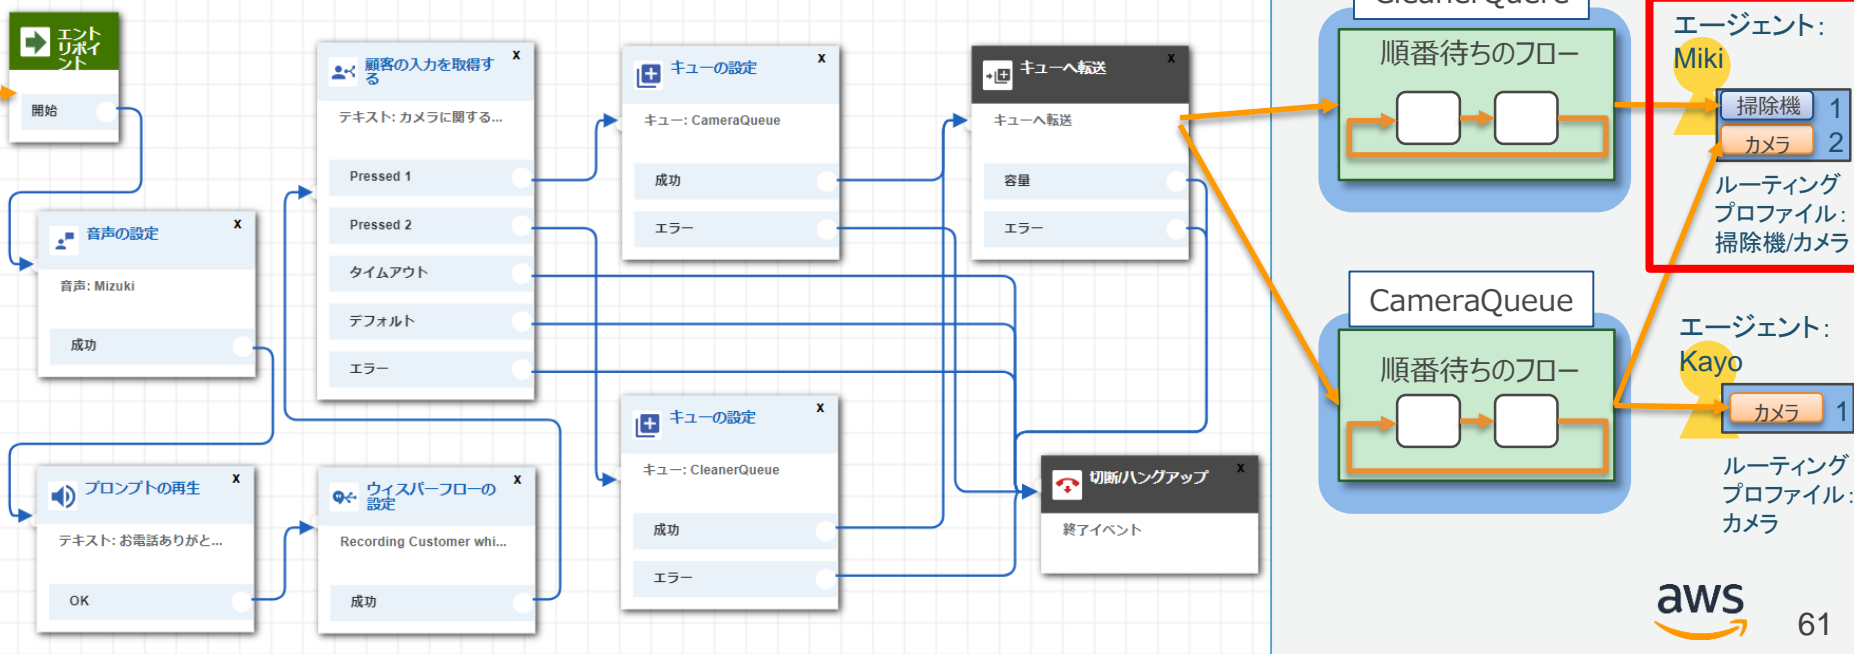 エント
リポイ
ント
開始
音声の設定
x
音声: Mizuki
成功
プロンプトの再生
x
テキスト: お電話ありがと...
OK
ウィスパーフローの
設定
x
Recording Customer whi...
成功
顧客の入力を取得す
る
x
テキスト: カメラに関する...
Pressed 1
Pressed 2
タイムアウト
デフォルト
エラー
キューの設定
x
キュー: CameraQueue
成功
エラー
キューの設定
x
キュー: CleanerQueue
成功
エラー
キューへ転送
x
キューへ転送
容量
エラー
切断/ハングアップ
x
終了イベント
順番待ちのフロー
CameraQueue
順番待ちのフロー
エージェント:
Miki
掃除機 1
カメラ 2
ルーティング
プロファイル:
掃除機/カメラ
エージェント:
Kayo
カメラ 1
ルーティング
プロファイル:
カメラ
aws
61